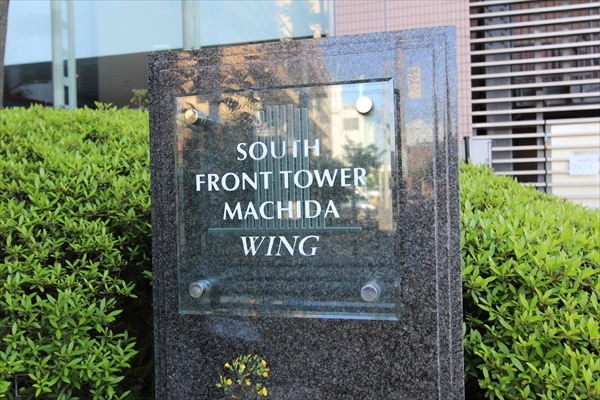 SOUTH
FRONT TOWER
MACHIDA
WING